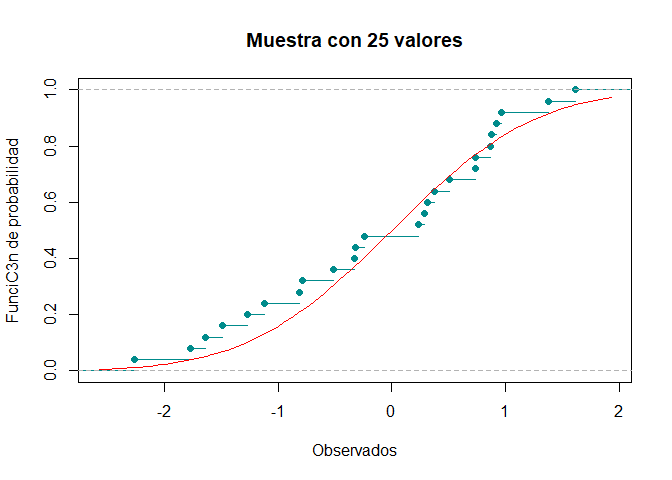 Muestra con 25 valores
FunciC3n de probabilidad
1.0
0.8
0.6
0.4
0.2
0.0
-2 -1 0 1 2
Observados